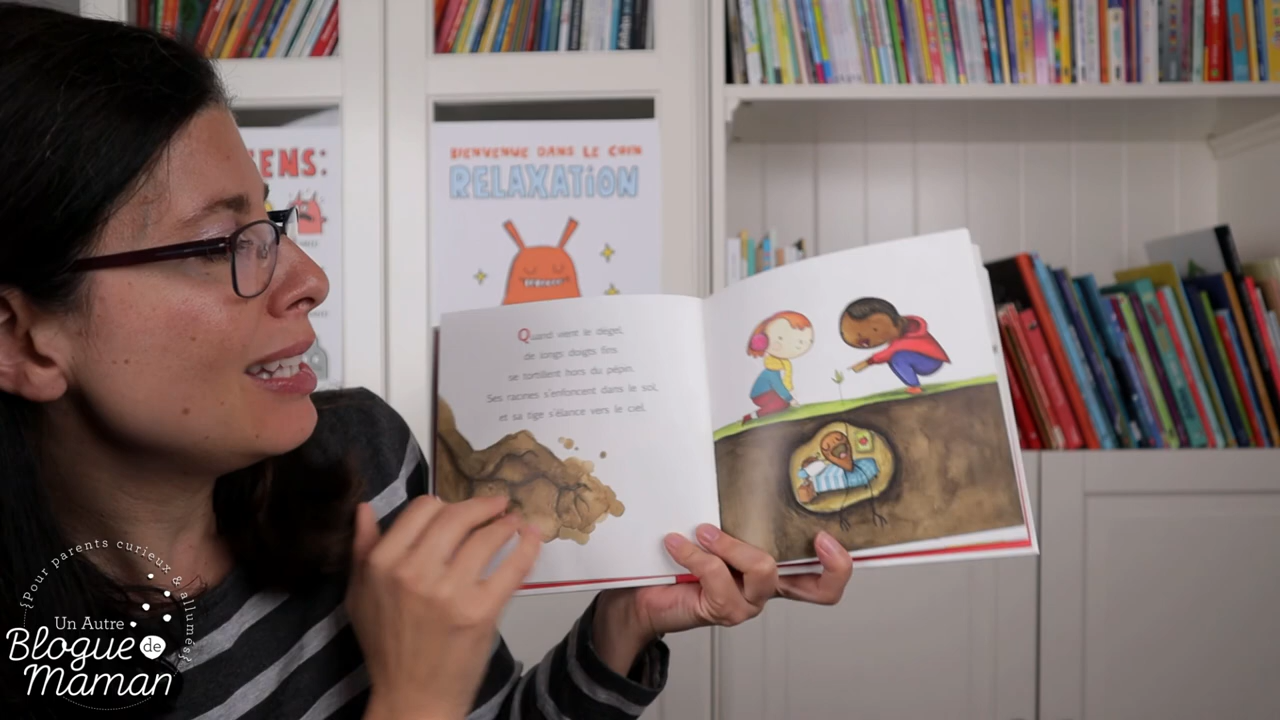 ENS:
BIENVENUE DANS LE COIN
RELAXATION
Quand vient le dégel,
de longs doigts fins
se tortillent hors du pépin.
Ses racines s'enfoncent dans le sol,
et sa tige s'élance vers le ciel.
{Pour parents curieux & allumés}
Un Autre
Blogue de
Maman